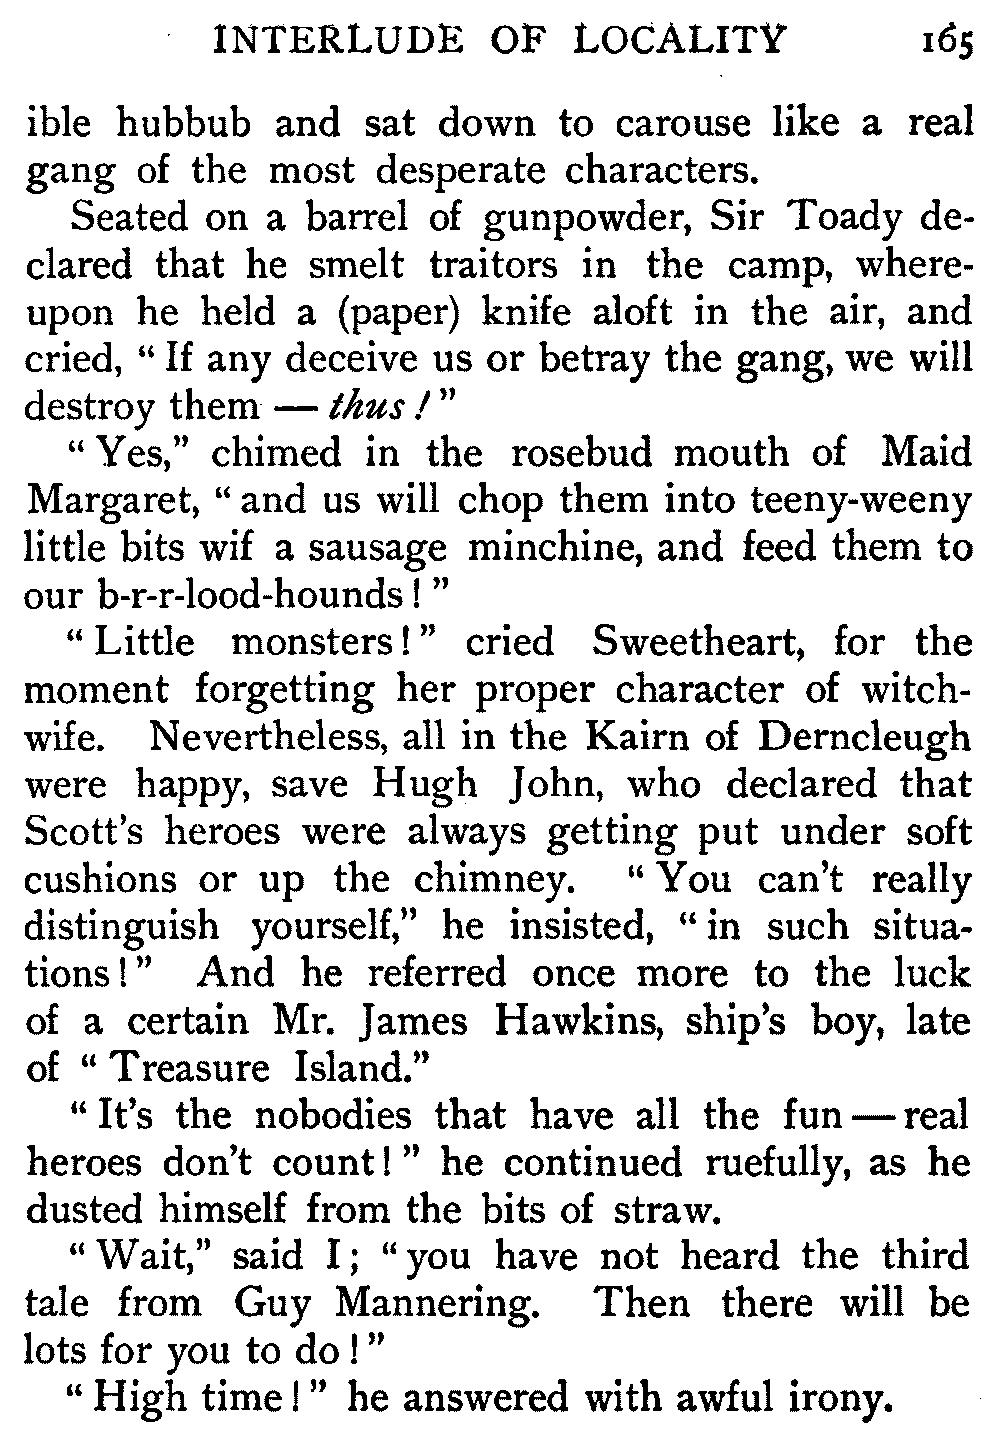 INTERLUDE OF LOCALITY 165
ible hubbub and sat down to carouse like a real
gang of the most desperate characters.
Seated on a barrel of gunpowder, Sir Toady de-
clared that he smelt traitors in the camp, where-
upon he held a (paper) knife aloft in the air, and
cried, “ If any deceive us or betray the gang, we will
destroy them — thus ! ”
“ Yes,” chimed in the rosebud mouth of Maid
Margaret, “ and us will chop them into teeny-weeny
little bits wif a sausage minchine, and feed them to
our b-r-r-lood-hounds ! ”
“ Little monsters ! ” cried Sweetheart, for the
moment forgetting her proper character of witch-
wife. Nevertheless, all in the Kairn of Derncleugh
were happy, save Hugh John, who declared that
Scott’s heroes were always getting put under soft
cushions or up the chimney. “ You can’t really
distinguish yourself,” he insisted, “ in such situa-
tions ! ” And he referred once more to the luck
of a certain Mr. James Hawkins, ship’s boy, late
of “ Treasure Island.”
“ It’s the nobodies that have all the fun — real
heroes don’t count ! ” he continued ruefully, as he
dusted himself from the bits of straw.
“ Wait,” said I ; “ you have not heard the third
tale from Guy Mannering. Then there will be
lots for you to do ! ”
“ High time ! ” he answered with awful irony.